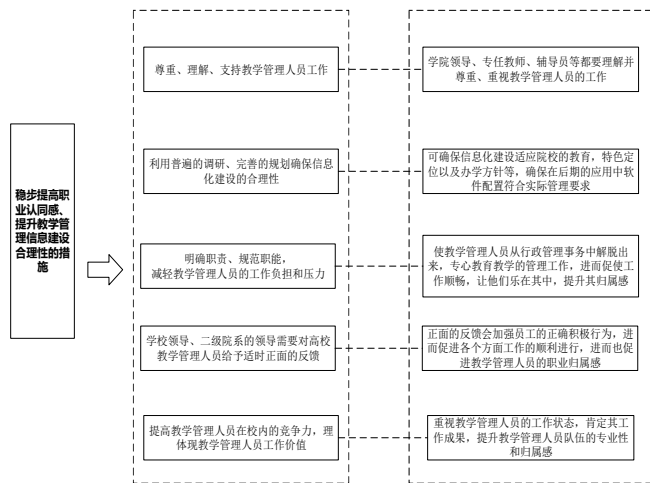 稳步提高职
业认同感、
提升教学管
理信息建设
合理性的措
施
尊重、理解、支持教学管理人员工作
学院领导、专任教师、辅导员等都要理解并
尊重、重视教学管理人员的工作
利用普遍的调研、完善的规划确保信息
化建设的合理性
可确保信息化建设适应院校的教育，特色定
位以及办学方针等，确保在后期的应用中软
件配置符合实际管理要求
明确职责、规范职能，
减轻教学管理人员的工作负担和压力
使教学管理人员从行政管理事务中解脱出
来，专心教育教学的管理工作，进而促使工
作顺畅，让他们乐在其中，提升其归属感
学校领导、二级院系的领导需要对高校
教学管理人员给予适时正面的反馈
正面的反馈会加强员工的正确积极行为，进
而促进各个方面工作的顺利进行，进而也促
进教学管理人员的职业归属感
提高教学管理人员在校内的竞争力，理
体现教学管理人员工作价值
重视教学管理人员的工作状态，肯定其工
作成果，提升教学管理人员队伍的专业性
和归属感